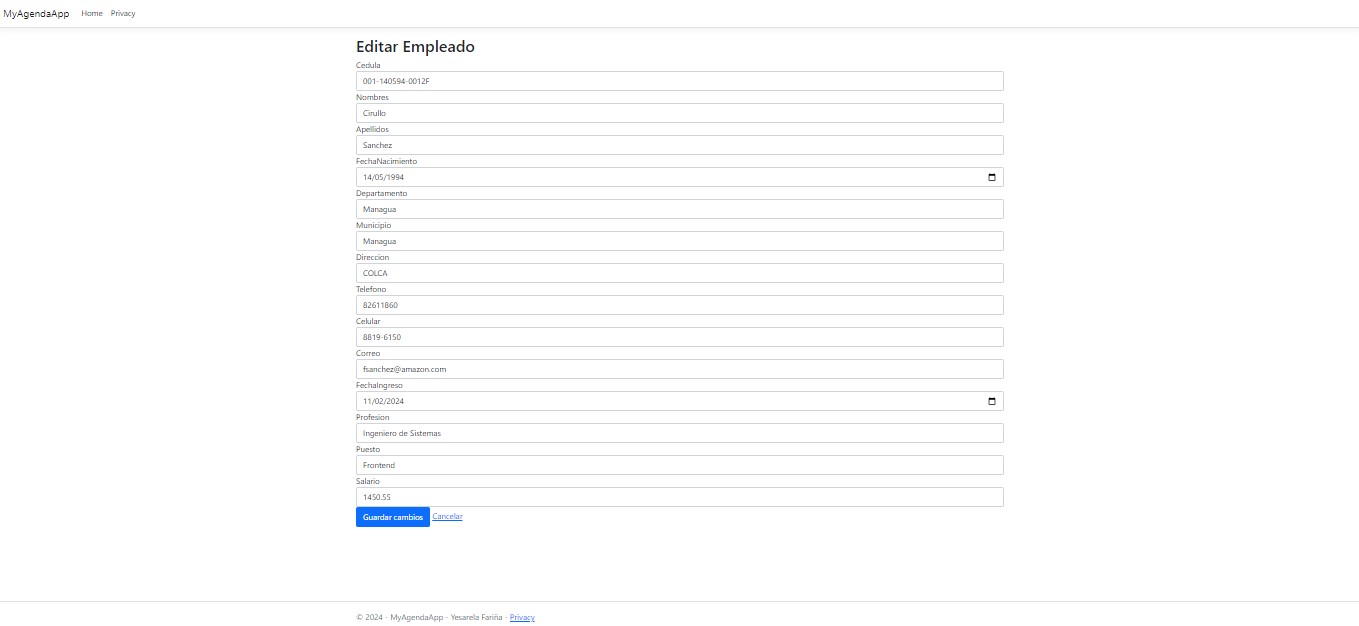 MyAgendaApp Home Privacy
Editar Empleado
Cedula
001-140594-0012F
Nombres
Cirullo
Apellidos
Sanchez
FechaNacimiento
14/05/1994
Departamento
Managua
Municipio
Managua
Direccion
COLCA
Telefono
82611860
Celular
8819-6150
Correo
fsanchez@amazon.com
FechaIngreso
11/02/2024
Profesion
Ingeniero de Sistemas
Puesto
Frontend
Salario
1450.55
Guardar cambios Cancelar
© 2024 - MyAgendaApp - Yesarela Fariña - Privacy